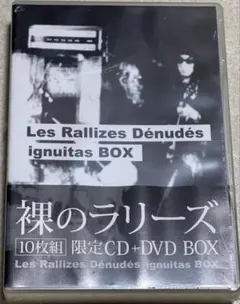 Les Rallizes Dénudés
ignuitas BOX
裸のラリーズ
10枚組 限定CD+DVD BOX
Les Rallizes Dénudés ignuitas BOX